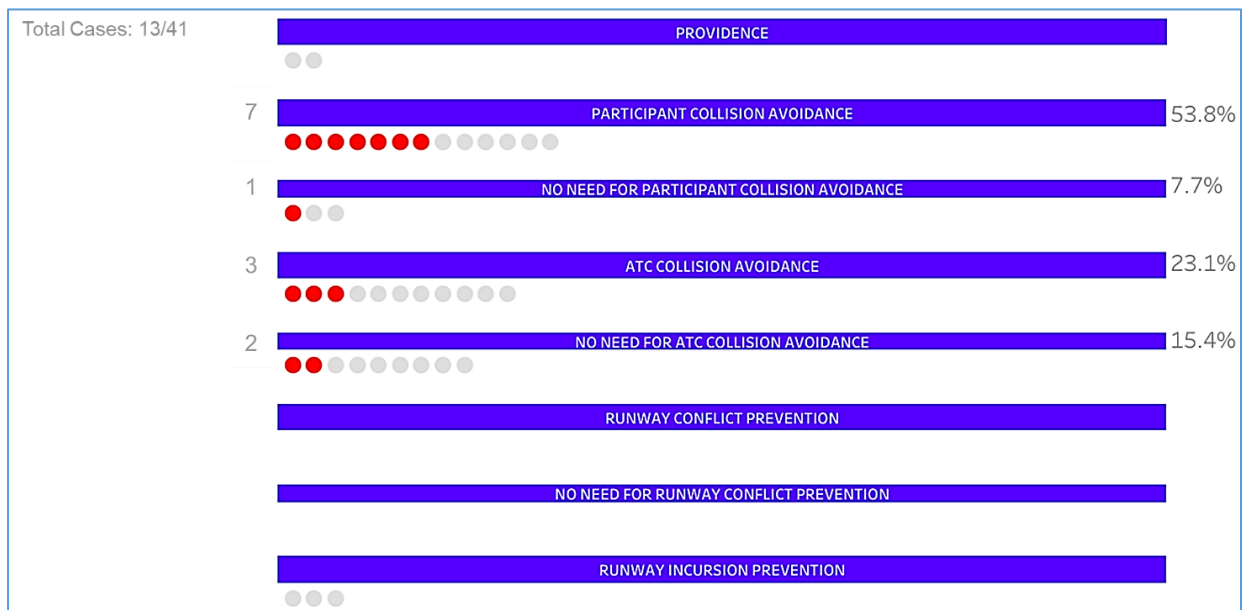 Total Cases: 13/41
PROVIDENCE
7 PARTICIPANT COLLISION AVOIDANCE 53.8%
1 NO NEED FOR PARTICIPANT COLLISION AVOIDANCE 7.7%
3 ATC COLLISION AVOIDANCE 23.1%
2 NO NEED FOR ATC COLLISION AVOIDANCE 15.4%
RUNWAY CONFLICT PREVENTION
NO NEED FOR RUNWAY CONFLICT PREVENTION
RUNWAY INCURSION PREVENTION